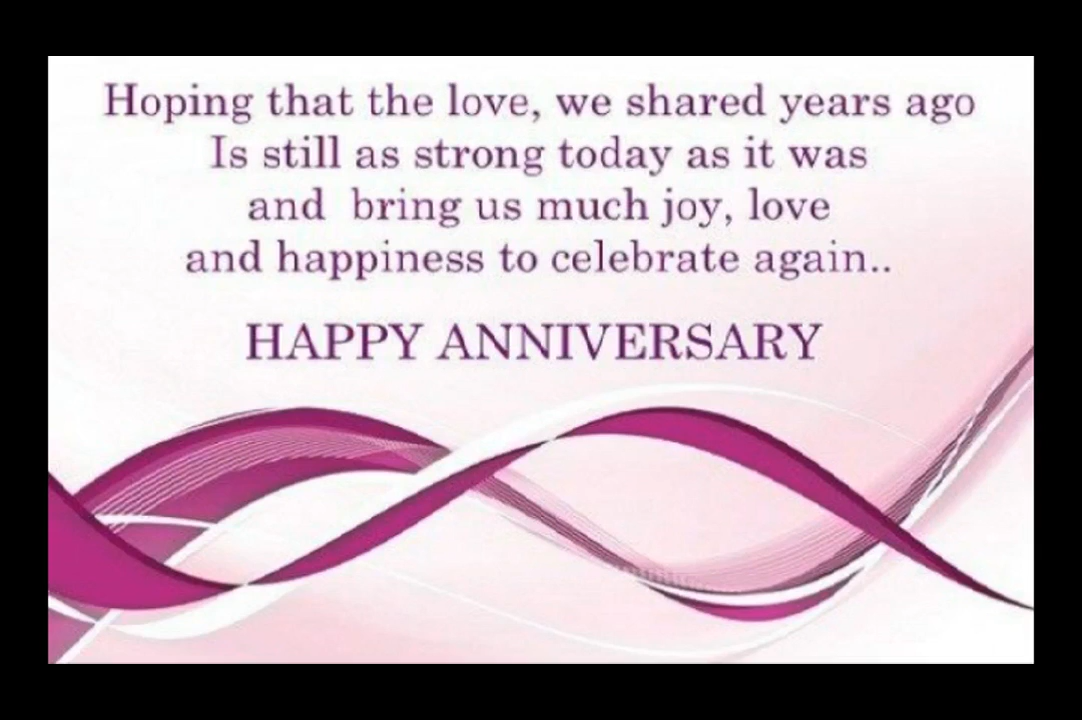 Hoping that the love, we shared years ago
Is still as strong today as it was
and bring us much joy, love
and happiness to celebrate again..
HAPPY ANNIVERSARY